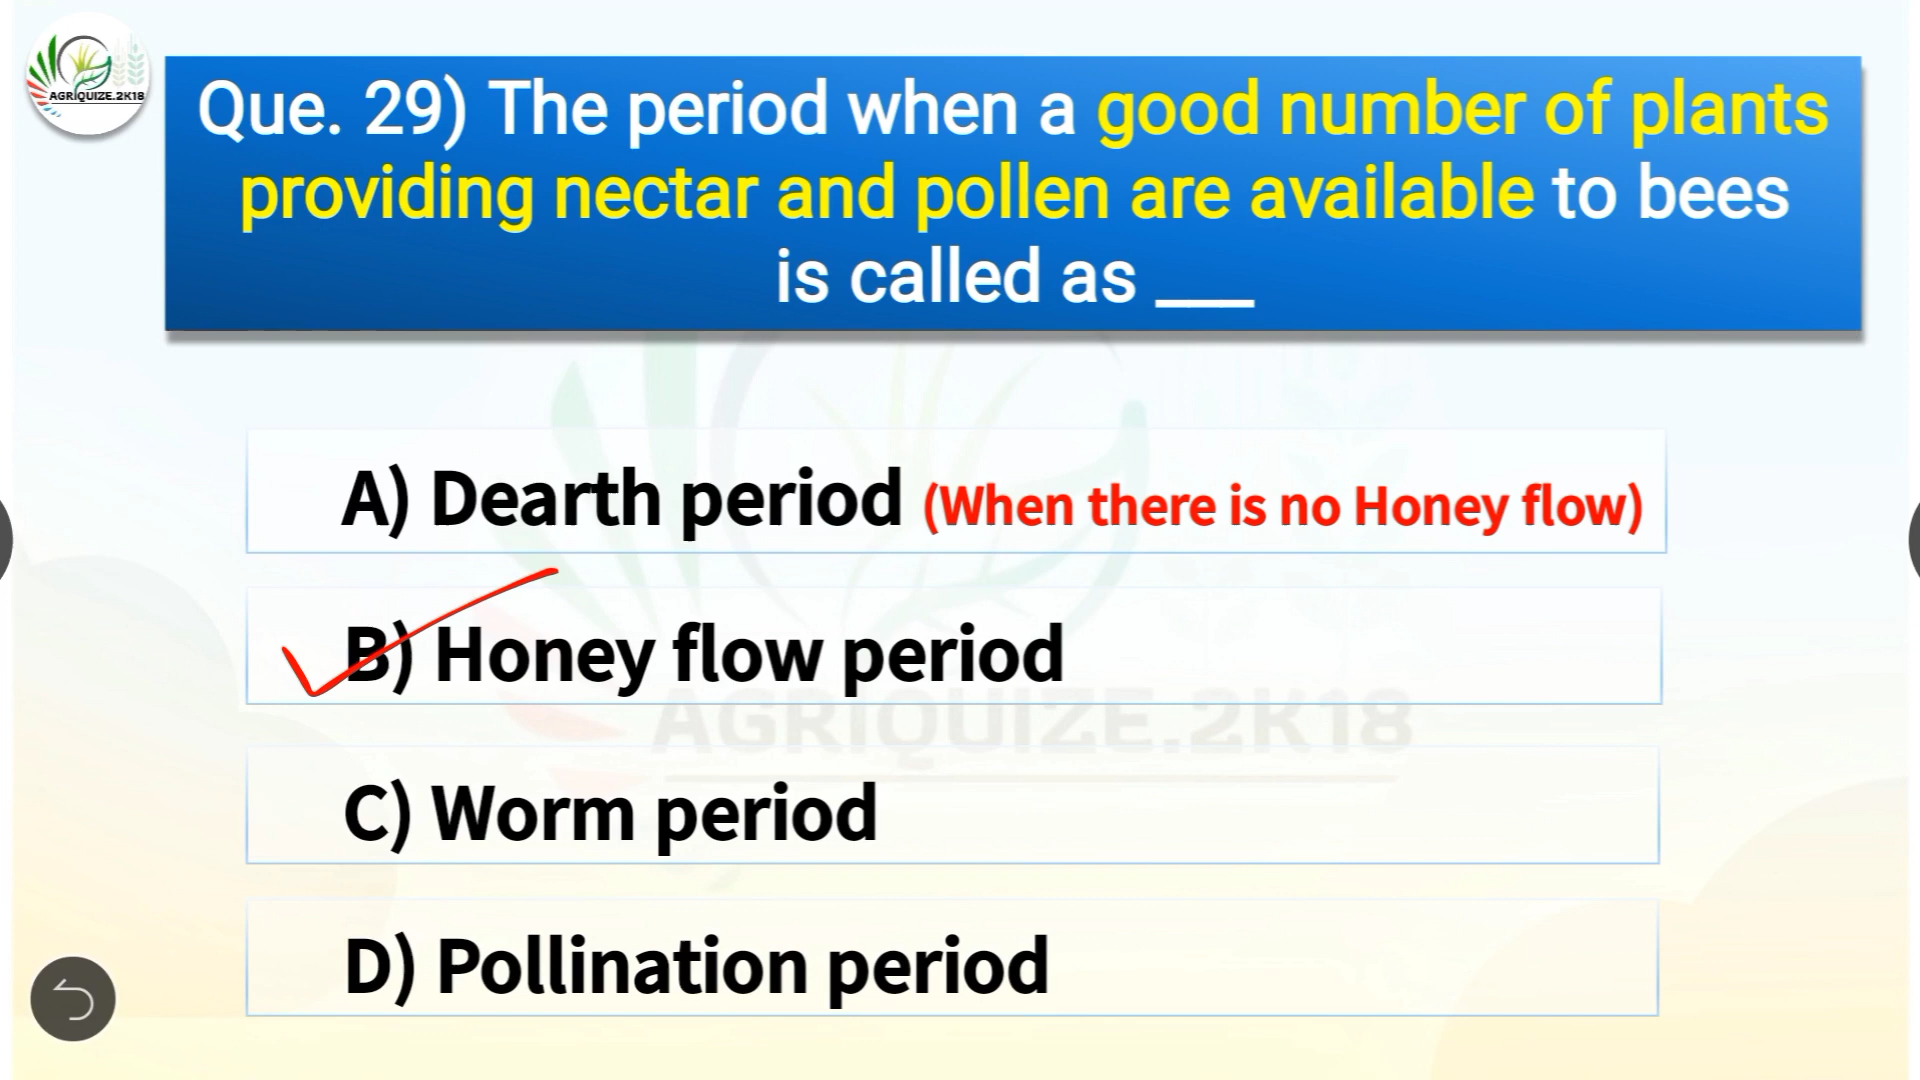 AGRIQUIZE.2K18
Que. 29) The period when a good number of plants
providing nectar and pollen are available to bees
is called as ___
A) Dearth period (When there is no Honey flow)
B) Honey flow period
AGRIQUIZE.2K18
C) Worm period
D) Pollination period